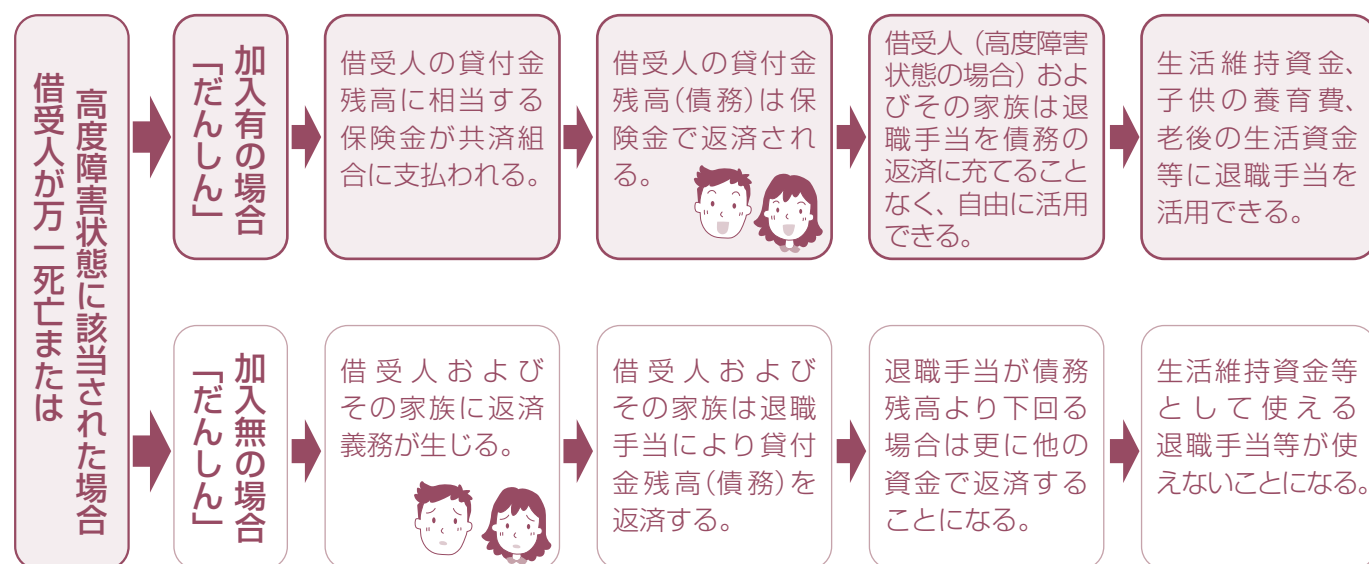 借受人が万一死亡または
高度障害状態に該当された場合
「だんしん」
加入有の場合
借受人の貸付金
残高に相当する
保険金が共済組
合に支払われる。
借受人の貸付金
残高(債務)は保
険金で返済され
る。
借受人（高度障害
状態の場合）およ
びその家族は退
職手当を債務の
返済に充てること
なく、自由に活用
できる。
生活維持資金、
子供の養育費、
老後の生活資金
等に退職手当を
活用できる。
「だんしん」
加入無の場合
借受人および
その家族に返済
義務が生じる。
借受人および
その家族は退職
手当により貸付
金残高(債務)を
返済する。
退職手当が債務
残高より下回る
場合は更に他の
資金で返済する
ことになる。
生活維持資金等
として使える
退職手当等が使
えないことになる。